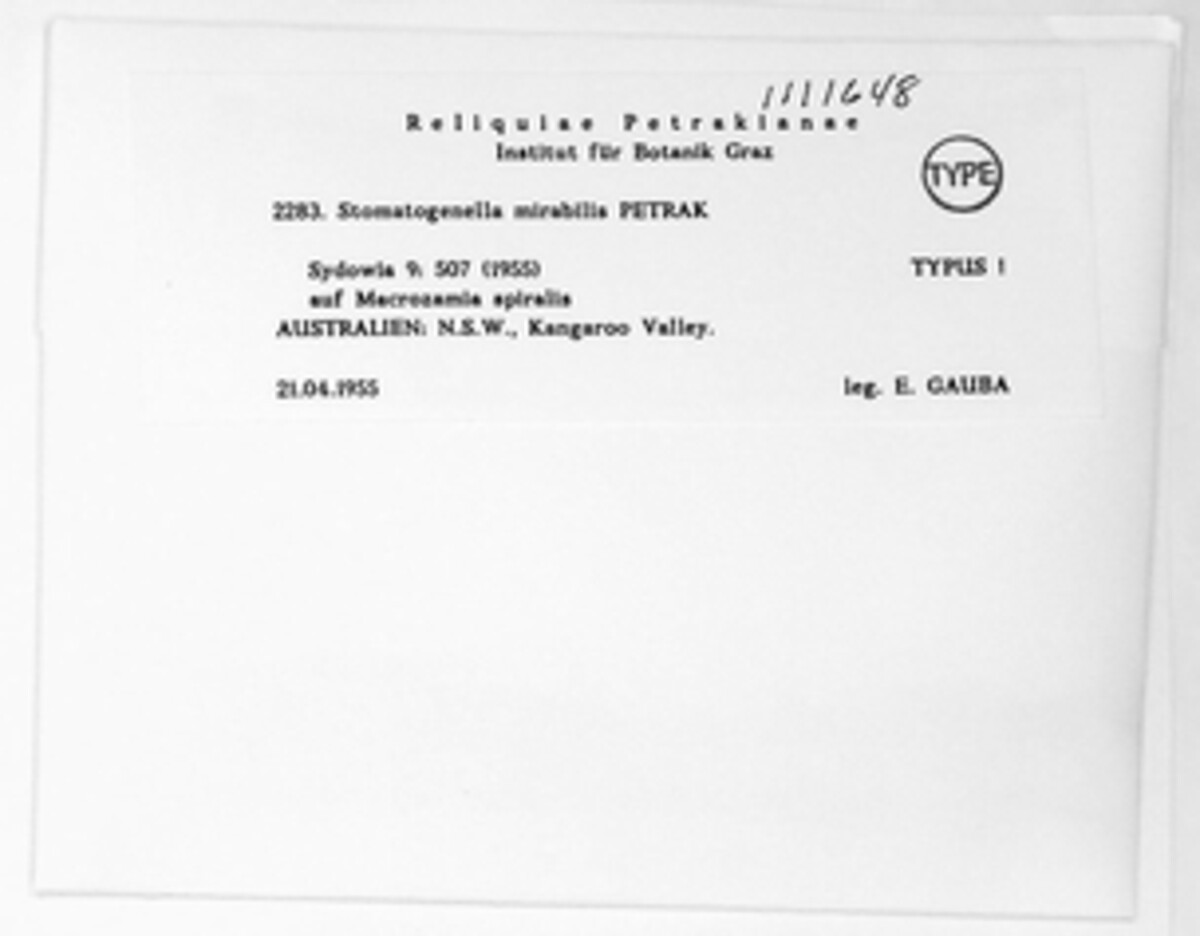 1111648
Reliquiae Petrakianae
Institut für Botanik Graz
TYPE
2283. Stomatogenella mirabilis PETRAK
Sydowia 9: 507 (1955)
TYPUS !
auf Macrozamia spiralis
AUSTRALIEN: N.S.W., Kangaroo Valley.
21.04.1955
leg. E. GAUBA